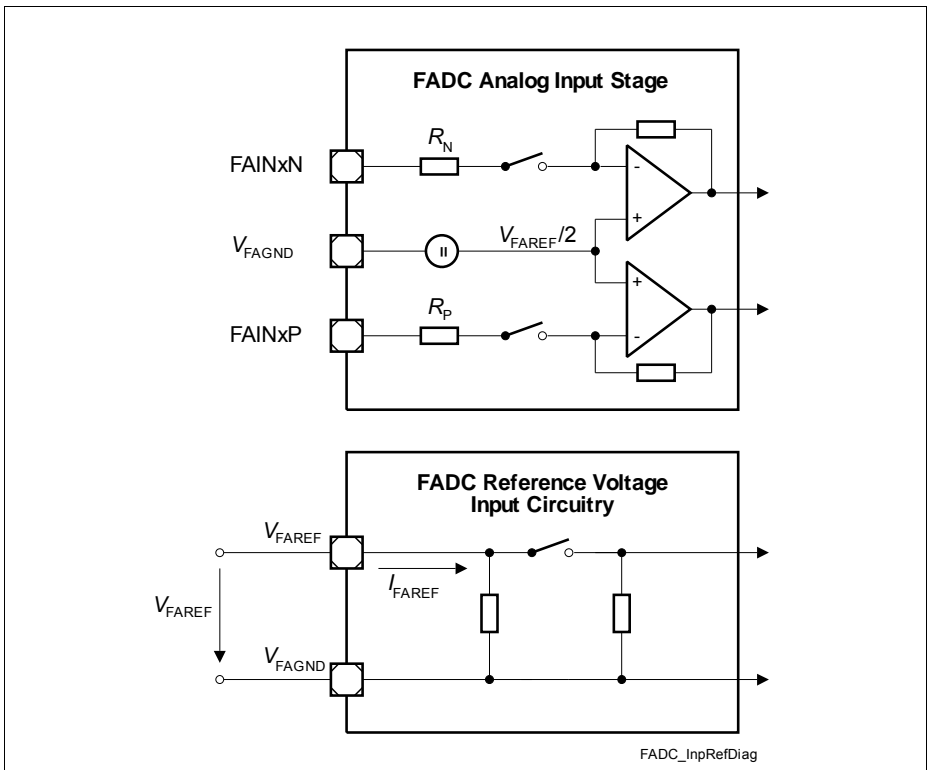 FADC Analog Input Stage
R_N
FAINxN
V_FAGND
V_FAREF/2
R_P
FAINxP
-
+
+
-
FADC Reference Voltage
Input Circuitry
V_FAREF
I_FAREF
V_FAREF
V_FAGND
FADC_InpRefDiag